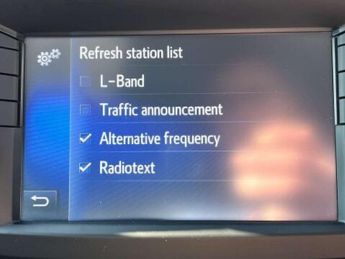 Refresh station list
L-Band
Traffic announcement
Alternative frequency
Radiotext